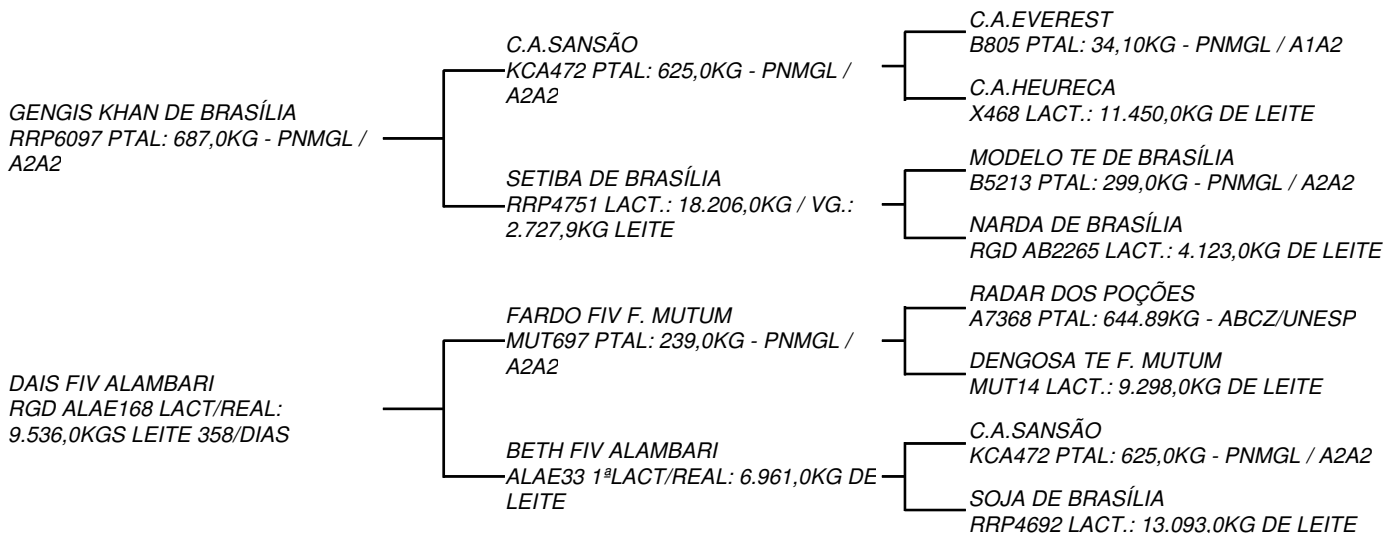 GENGIS KHAN DE BRASÍLIA
RRP6097 PTAL: 687,0KG - PNMGL /
A2A2
DAIS FIV ALAMBARI
RGD ALAE168 LACT/REAL:
9.536,0KGS LEITE 358/DIAS
C.A.SANSÃO
KCA472 PTAL: 625,0KG - PNMGL /
A2A2
SETIBA DE BRASÍLIA
RRP4751 LACT.: 18.206,0KG / VG.:
2.727,9KG LEITE
FARDO FIV F. MUTUM
MUT697 PTAL: 239,0KG - PNMGL /
A2A2
BETH FIV ALAMBARI
ALAE33 1ªLACT/REAL: 6.961,0KG DE
LEITE
C.A.EVEREST
B805 PTAL: 34,10KG - PNMGL / A1A2
C.A.HEURECA
X468 LACT.: 11.450,0KG DE LEITE
MODELO TE DE BRASÍLIA
B5213 PTAL: 299,0KG - PNMGL / A2A2
NARDA DE BRASÍLIA
RGD AB2265 LACT.: 4.123,0KG DE LEITE
RADAR DOS POÇÕES
A7368 PTAL: 644.89KG - ABCZ/UNESP
DENGOSA TE F. MUTUM
MUT14 LACT.: 9.298,0KG DE LEITE
C.A.SANSÃO
KCA472 PTAL: 625,0KG - PNMGL / A2A2
SOJA DE BRASÍLIA
RRP4692 LACT.: 13.093,0KG DE LEITE